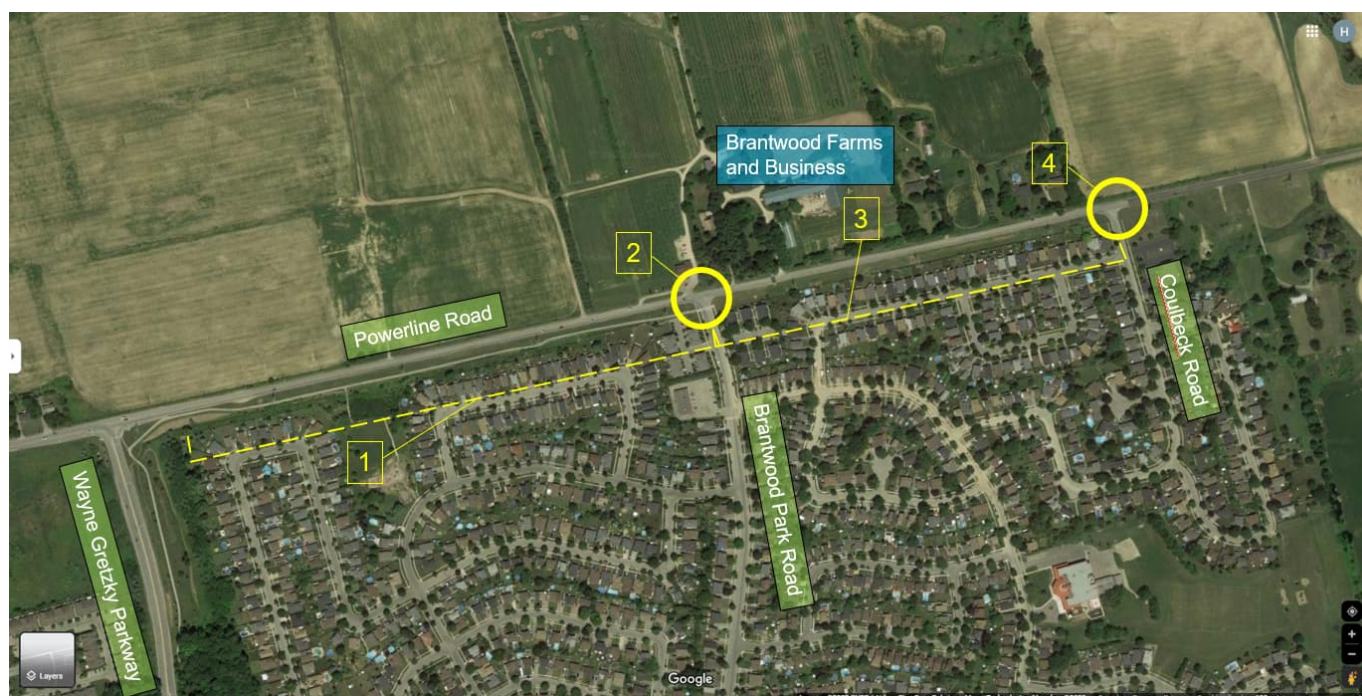 H
Brantwood Farms
and Business
4
3
2
Powerline Road
Coulbeck Road
1
Brantwood Park Road
Wayne Gretzky Parkway
Layers
Google